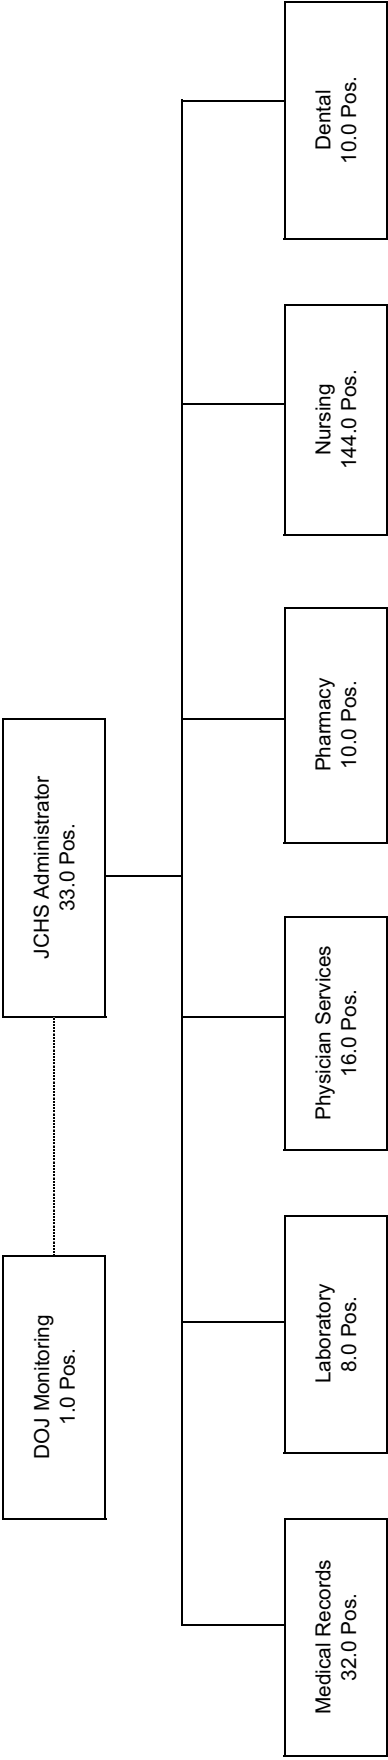 DOJ Monitoring
1.0 Pos.
JCHS Administrator
33.0 Pos.
Medical Records
32.0 Pos.
Laboratory
8.0 Pos.
Physician Services
16.0 Pos.
Pharmacy
10.0 Pos.
Nursing
144.0 Pos.
Dental
10.0 Pos.